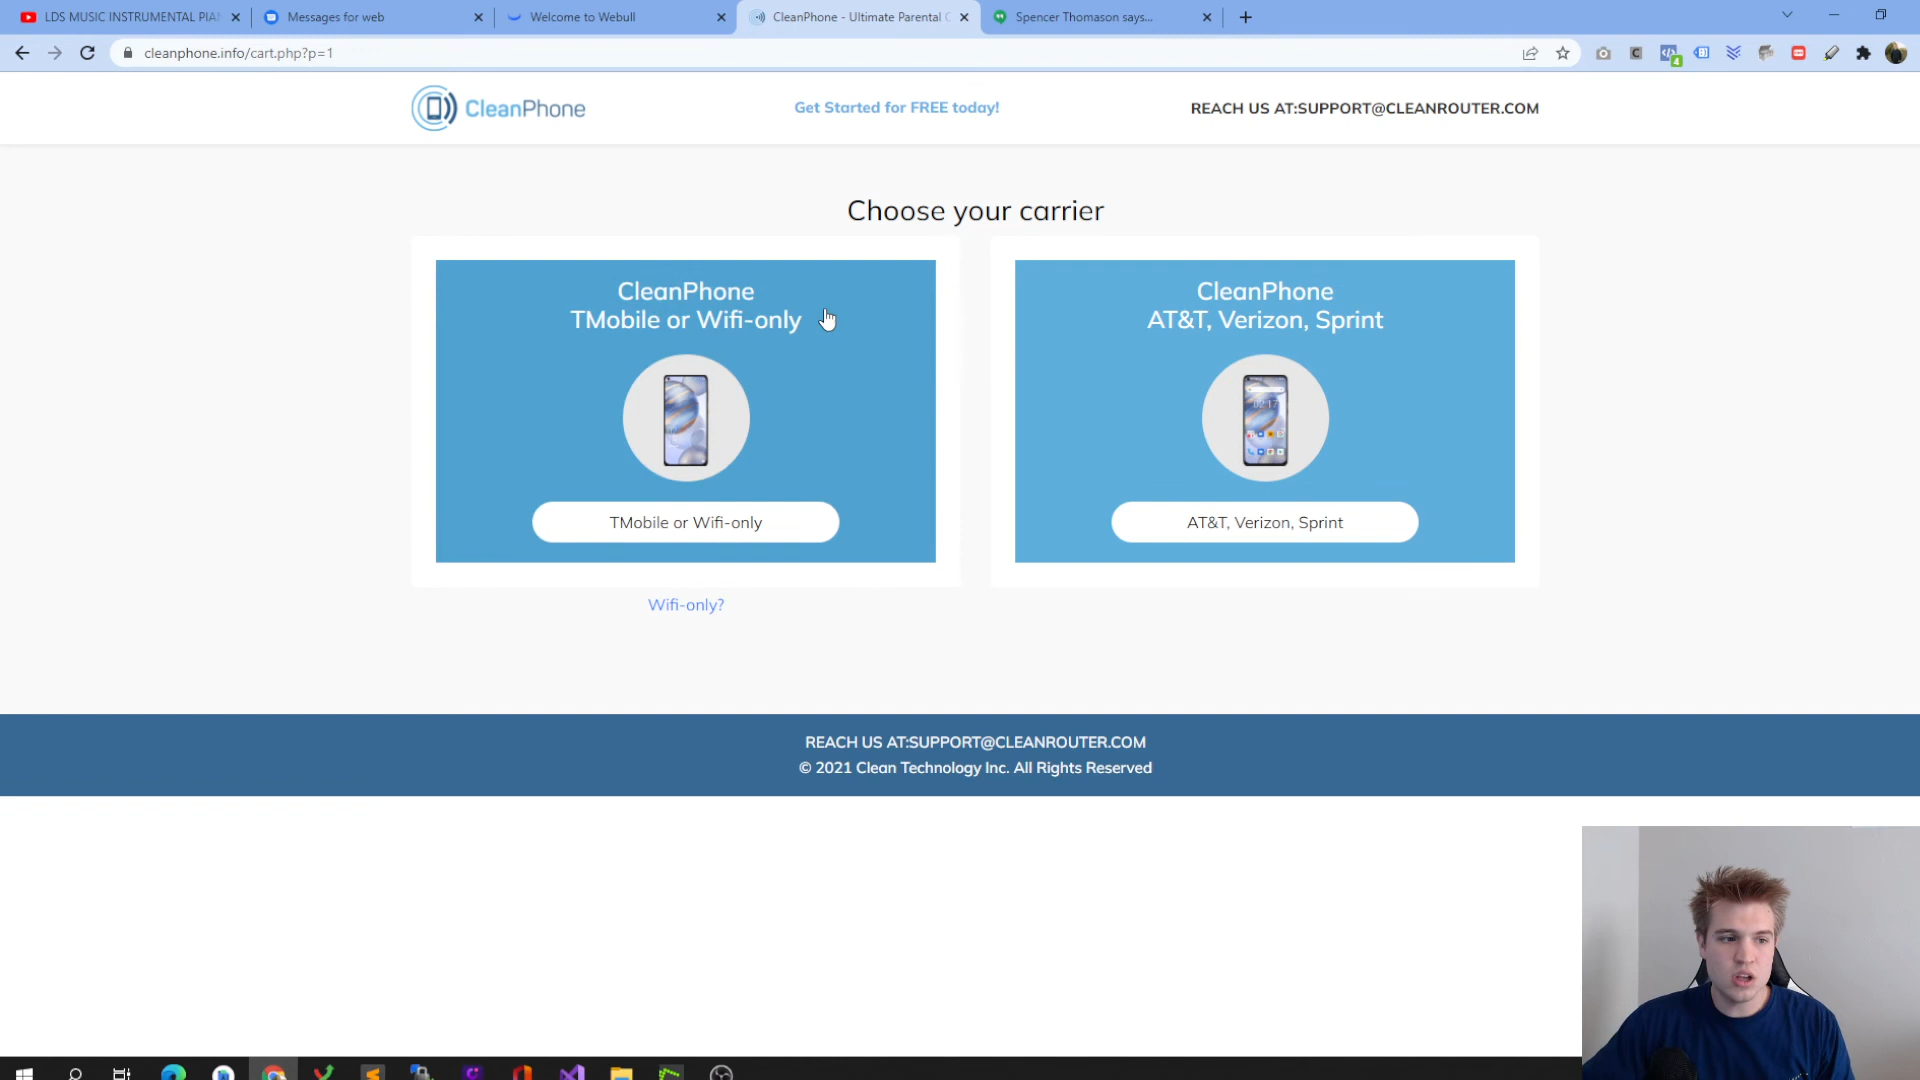 LDS MUSIC INSTRUMENTAL PIAN
Messages for web
Welcome to Webull
CleanPhone - Ultimate Parental C
Spencer Thomason says...
cleanphone.info/cart.php?p=1
4
CleanPhone
Get Started for FREE today!
REACH US AT:SUPPORT@CLEANROUTER.COM
Choose your carrier
CleanPhone
TMobile or Wifi-only
TMobile or Wifi-only
Wifi-only?
CleanPhone
AT&T, Verizon, Sprint
02:17
AT&T, Verizon, Sprint
REACH US AT:SUPPORT@CLEANROUTER.COM
© 2021 Clean Technology Inc. All Rights Reserved